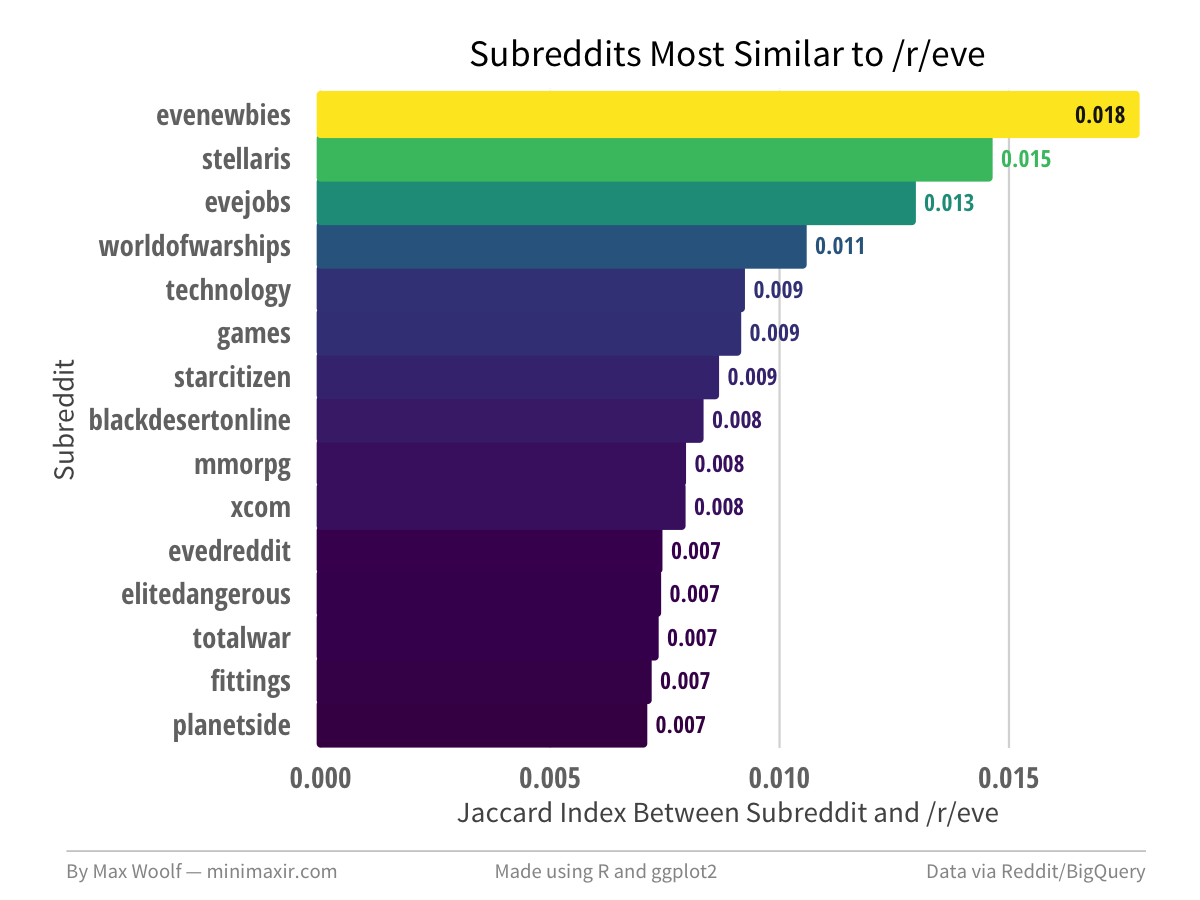 Subreddits Most Similar to /r/eve
evenewbies 0.018
stellaris 0.015
evejobs 0.013
worldofwarships 0.011
technology 0.009
games 0.009
starcitizen 0.009
blackdesertonline 0.008
mmorpg 0.008
xcom 0.008
evedreddit 0.007
elitedangerous 0.007
totalwar 0.007
fittings 0.007
planetside 0.007
Subreddit
0.000 0.005 0.010 0.015
Jaccard Index Between Subreddit and /r/eve
By Max Woolf — minimaxir.com Made using R and ggplot2 Data via Reddit/BigQuery